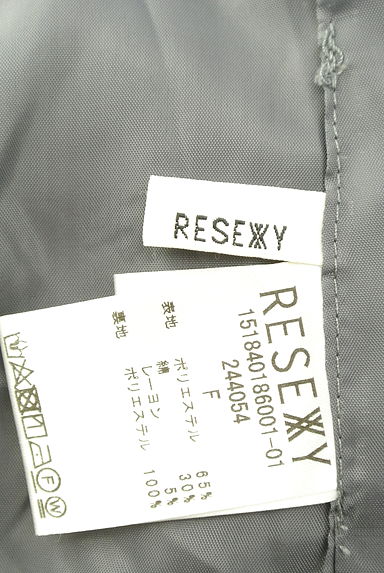 RESEXXY
RESEXXY
151840186001-01
244054
F
表地 ポリエステル 65%
綿 30%
レーヨン 5%
裏地 ポリエステル 100%
F W